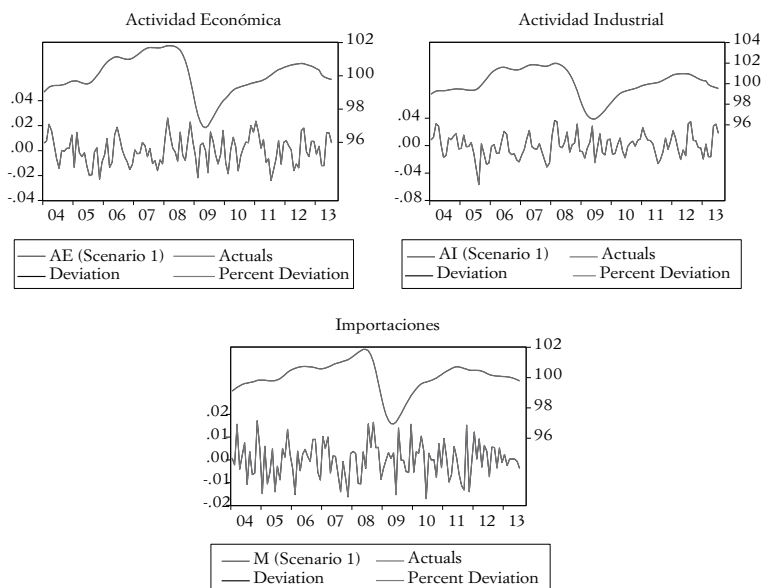 Actividad Económica
102
100
98
96
.04
.02
.00
-.02
-.04
04 05 06 07 08 09 10 11 12 13
AE (Scenario 1) Actuals
Deviation Percent Deviation
Actividad Industrial
104
102
100
98
96
.04
.00
-.04
-.08
04 05 06 07 08 09 10 11 12 13
AI (Scenario 1) Actuals
Deviation Percent Deviation
Importaciones
102
100
98
96
.02
.01
.00
-0.01
-.02
04 05 06 07 08 09 10 11 12 13
M (Scenario 1) Actuals
Deviation Percent Deviation